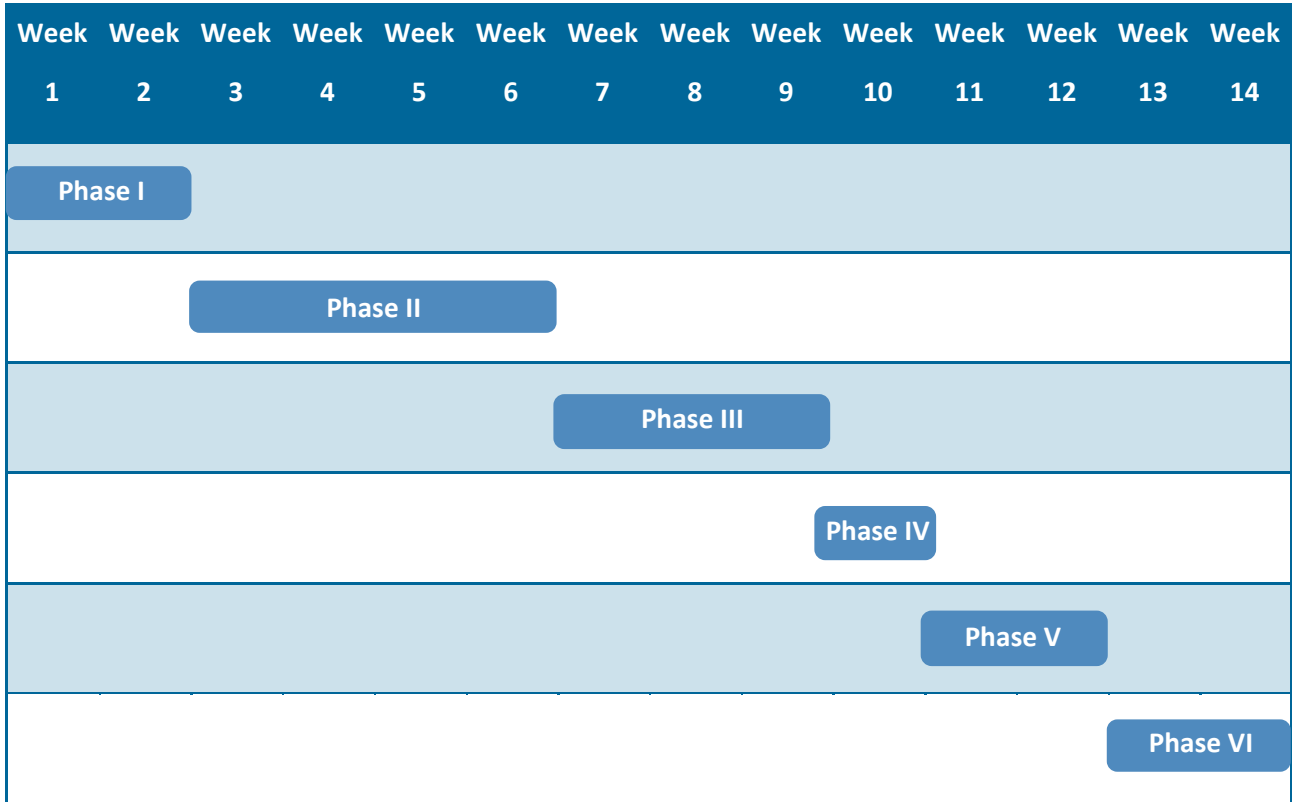 Week Week Week Week Week Week Week Week Week Week Week Week Week Week
1 2 3 4 5 6 7 8 9 10 11 12 13 14
Phase I
Phase II
Phase III
Phase IV
Phase V
Phase VI